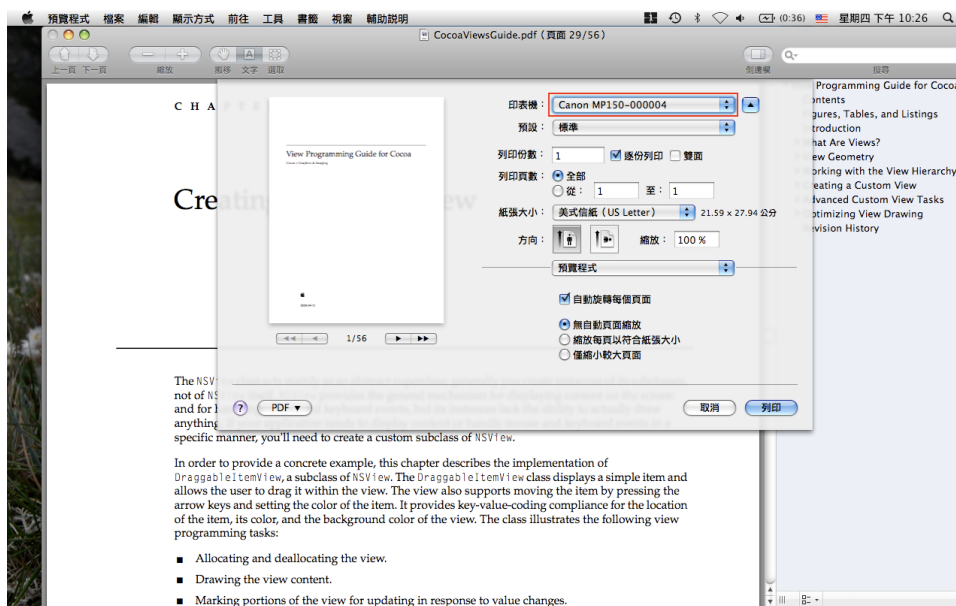 預覽程式 檔案 編輯 顯示方式 前往 工具 書籤 視窗 輔助說明 (0:36) 星期四 下午 10:26
CocoaViewsGuide.pdf (頁面 29/56)
上一頁 下一頁 縮放 搬移 文字 選取 側邊欄 搜尋
CHAPTER
Creating a Custom View
View Programming Guide for Cocoa
1/56
印表機： Canon MP150-000004
預設： 標準
列印份數： 1 逐份列印 雙面
列印頁數： 全部
從： 1 至： 1
紙張大小： 美式信紙 (US Letter) 21.59 x 27.94 公分
方向： 縮放： 100 %
預覽程式
自動旋轉每個頁面
無自動頁面縮放
縮放每頁以符合紙張大小
僅縮小較大頁面
? PDF ▼ 取消 列印
Programming Guide for Cocoa
ontents
gures, Tables, and Listings
troduction
hat Are Views?
ew Geometry
orking with the View Hierarchy
eating a Custom View
dvanced Custom View Tasks
ptimizing View Drawing
evision History
The NSV
not of NS
and for h
anything
specific manner, you'll need to create a custom subclass of NSView.
In order to provide a concrete example, this chapter describes the implementation of
DraggableItemView, a subclass of NSView. The DraggableItemView class displays a simple item and
allows the user to drag it within the view. The view also supports moving the item by pressing the
arrow keys and setting the color of the item. It provides key-value-coding compliance for the location
of the item, its color, and the background color of the view. The class illustrates the following view
programming tasks:
■ Allocating and deallocating the view.
■ Drawing the view content.
■ Marking portions of the view for updating in response to value changes.